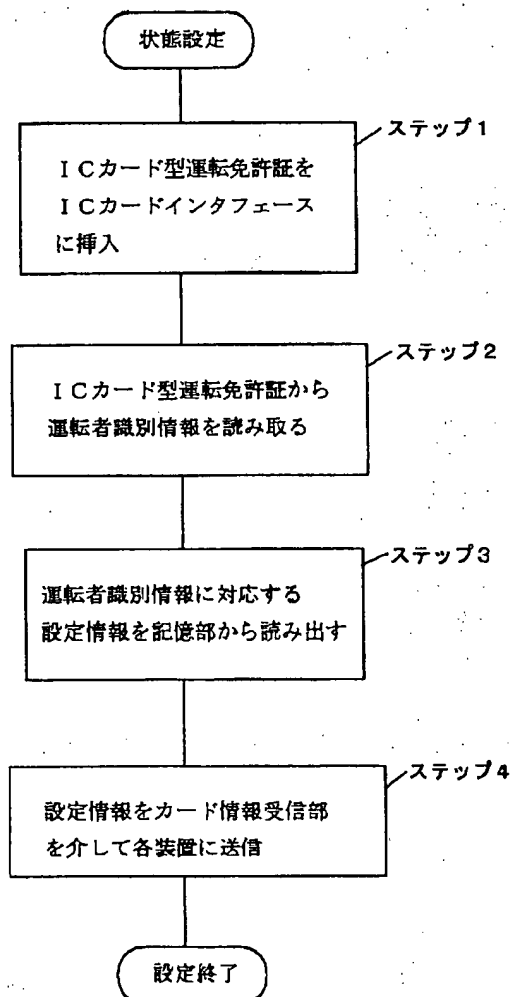 状態設定
ステップ1
ＩＣカード型運転免許証を
ＩＣカードインタフェース
に挿入
ステップ2
ＩＣカード型運転免許証から
運転者識別情報を読み取る
ステップ3
運転者識別情報に対応する
設定情報を記憶部から読み出す
ステップ4
設定情報をカード情報受信部
を介して各装置に送信
設定終了